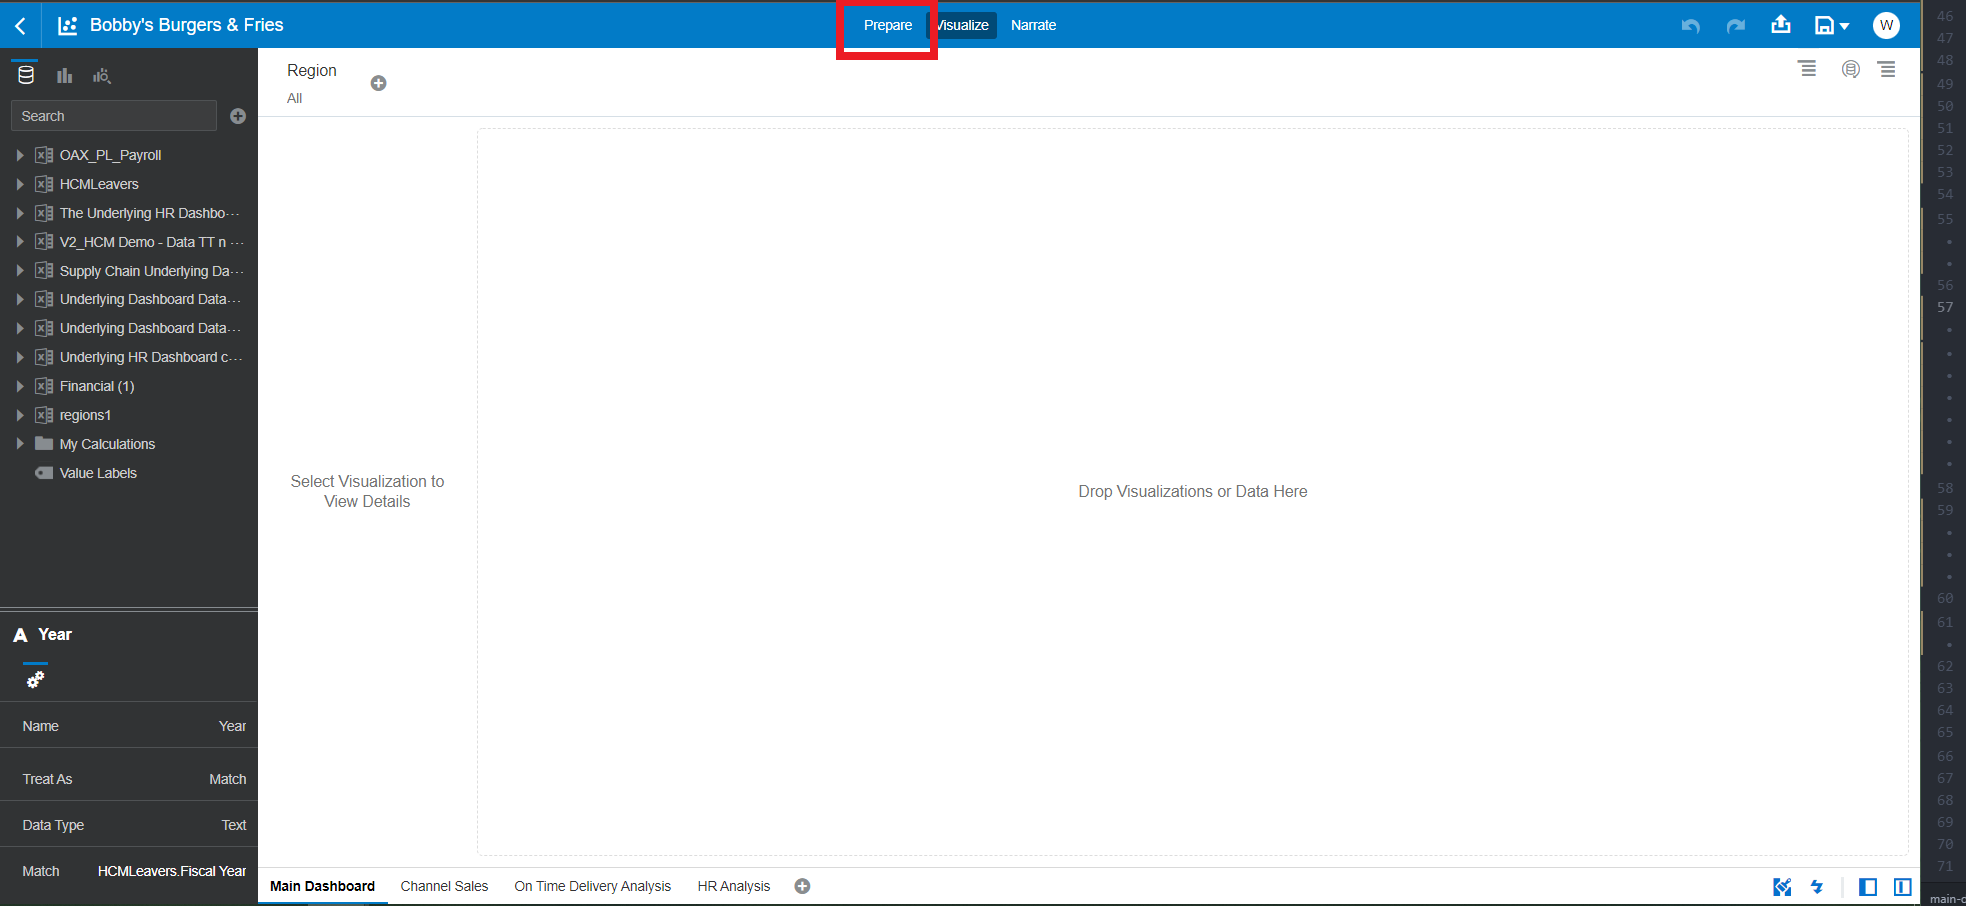 Bobby's Burgers & Fries
Prepare
Visualize
Narrate
W
Search
OAX_PL_Payroll
HCMLeavers
The Underlying HR Dashbo···
V2_HCM Demo - Data TT n ···
Supply Chain Underlying Da···
Underlying Dashboard Data···
Underlying Dashboard Data···
Underlying HR Dashboard c···
Financial (1)
regions1
My Calculations
Value Labels
A Year
Name Year
Treat As Match
Data Type Text
Match HCMLeavers.Fiscal Year
Region
All
Select Visualization to
View Details
Drop Visualizations or Data Here
Main Dashboard
Channel Sales
On Time Delivery Analysis
HR Analysis
46
47
48
49
50
51
52
53
54
55
56
57
58
59
60
61
62
63
64
65
66
67
68
69
70
71
main-c